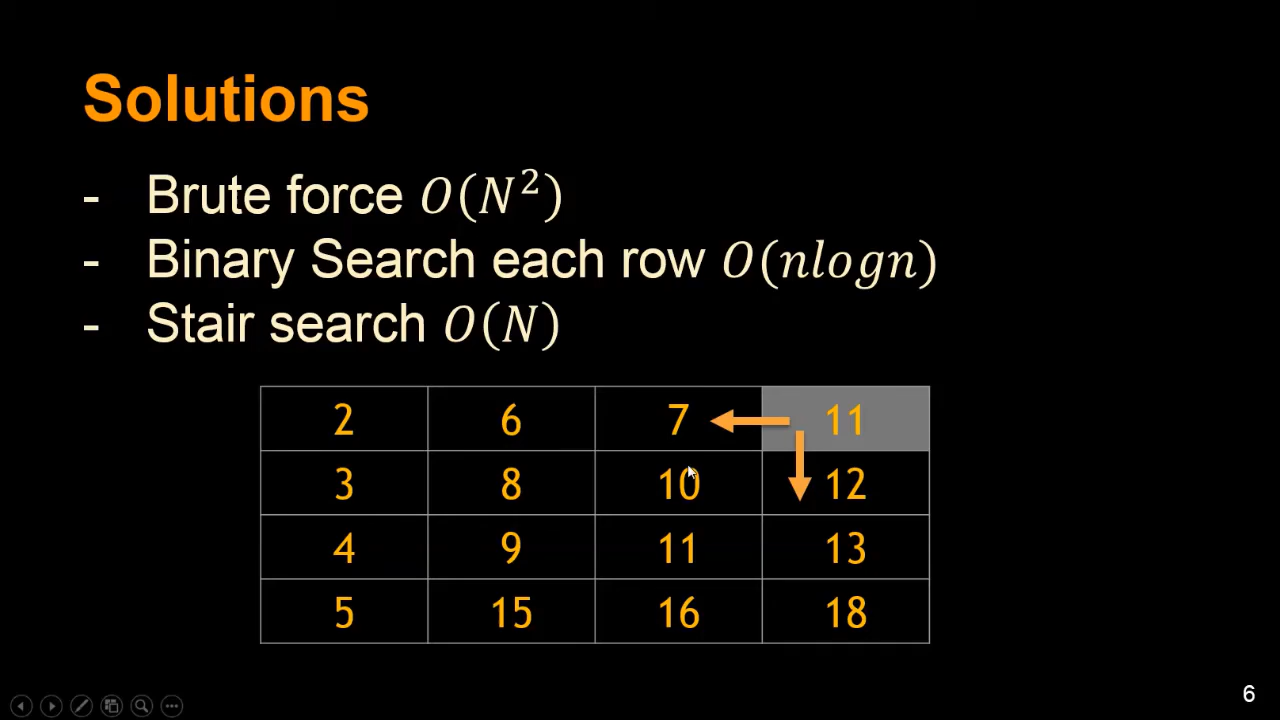 Solutions
- Brute force O(N²)
- Binary Search each row O(nlogn)
- Stair search O(N)
2 6 7 11
3 8 10 12
4 9 11 13
5 15 16 18
6